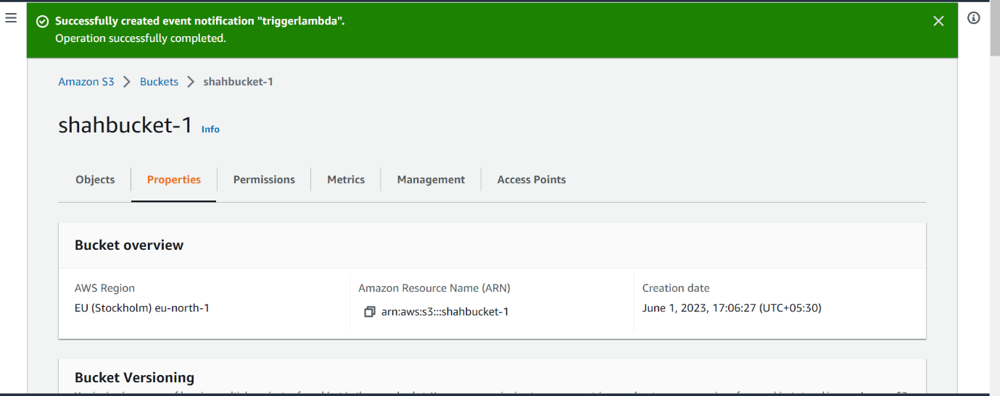 Successfully created event notification "triggerlambda".
Operation successfully completed.
Amazon S3 > Buckets > shahbucket-1
shahbucket-1 Info
Objects Properties Permissions Metrics Management Access Points
Bucket overview
AWS Region Amazon Resource Name (ARN) Creation date
EU (Stockholm) eu-north-1 arn:aws:s3:::shahbucket-1 June 1, 2023, 17:06:27 (UTC+05:30)
Bucket Versioning